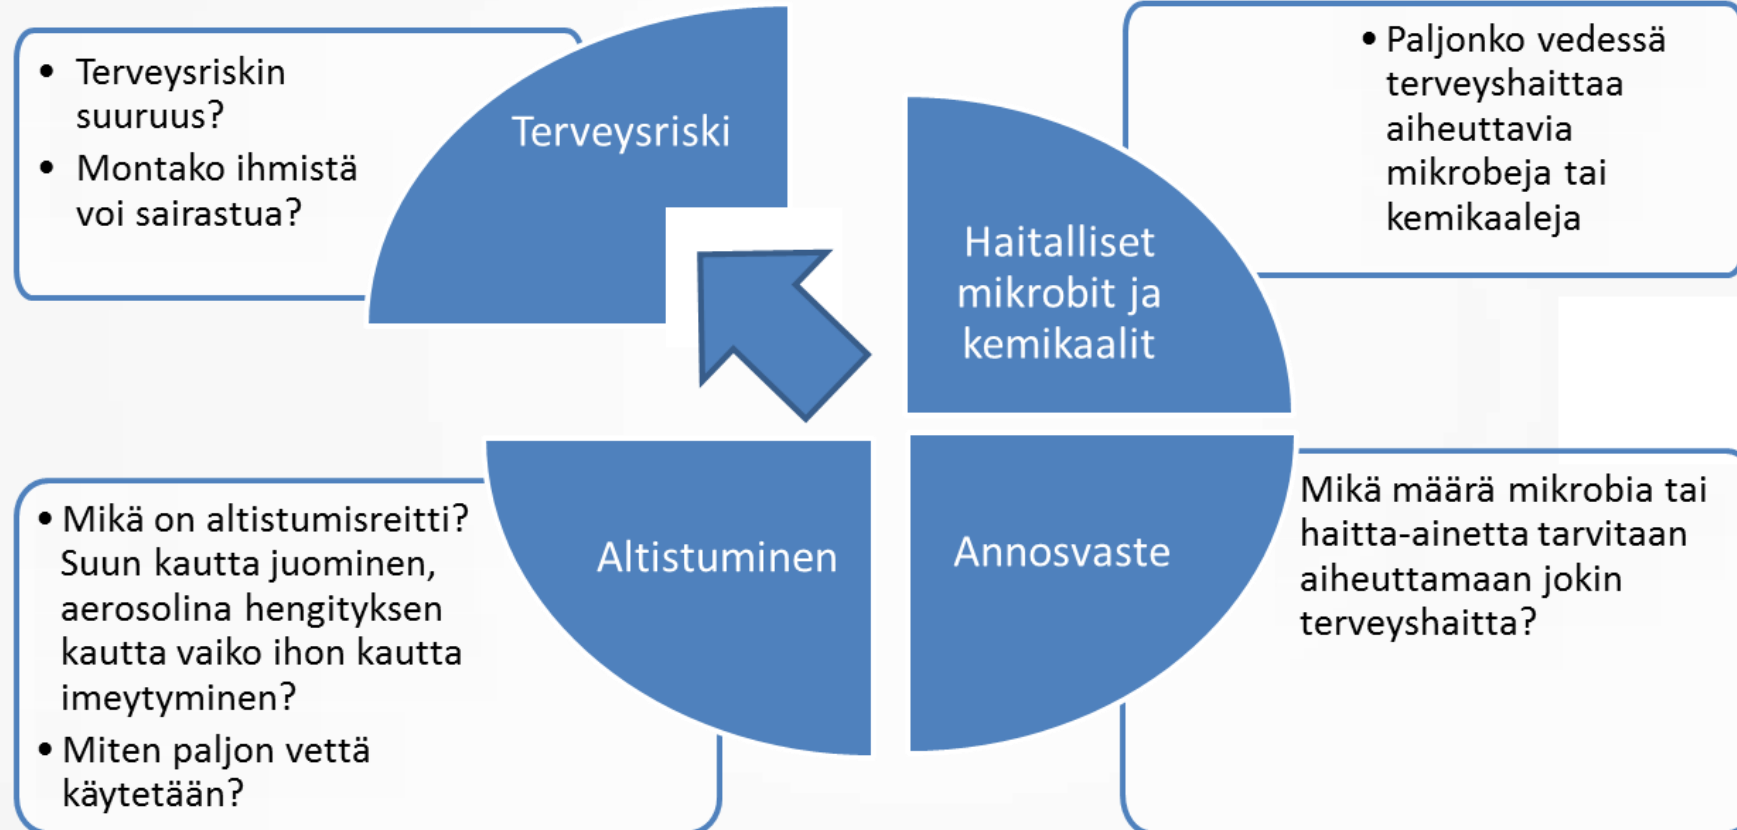 • Terveysriskin
suuruus?
• Montako ihmistä
voi sairastua?
Terveysriski
Haitalliset
mikrobit ja
kemikaalit
• Paljonko vedessä
terveyshaittaa
aiheuttavia
mikrobeja tai
kemikaaleja
• Mikä on altistumisreitti?
Suun kautta juominen,
aerosolina hengityksen
kautta vaiko ihon kautta
imeytyminen?
• Miten paljon vettä
käytetään?
Altistuminen
Annosvaste
Mikä määrä mikrobia tai
haitta-ainetta tarvitaan
aiheuttamaan jokin
terveyshaitta?